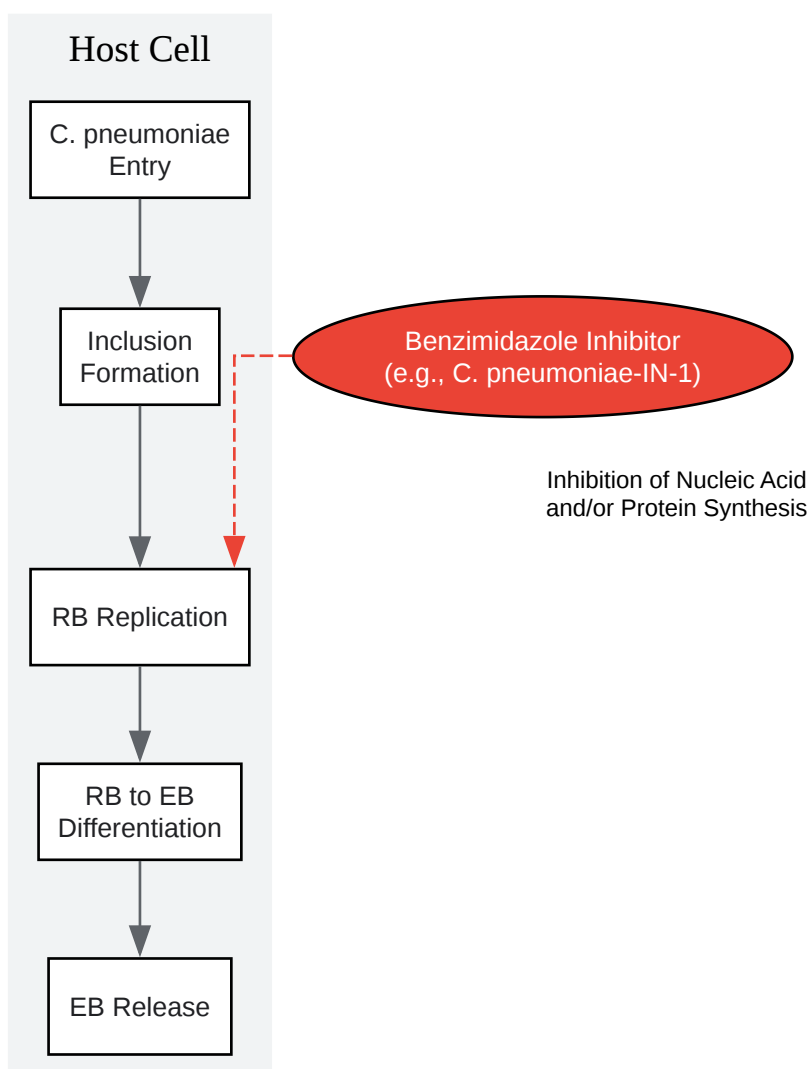 Host Cell
C. pneumoniae
Entry
Inclusion
Formation
Benzimidazole Inhibitor
(e.g., C. pneumoniae-IN-1)
Inhibition of Nucleic Acid
and/or Protein Synthesis
RB Replication
RB to EB
Differentiation
EB Release